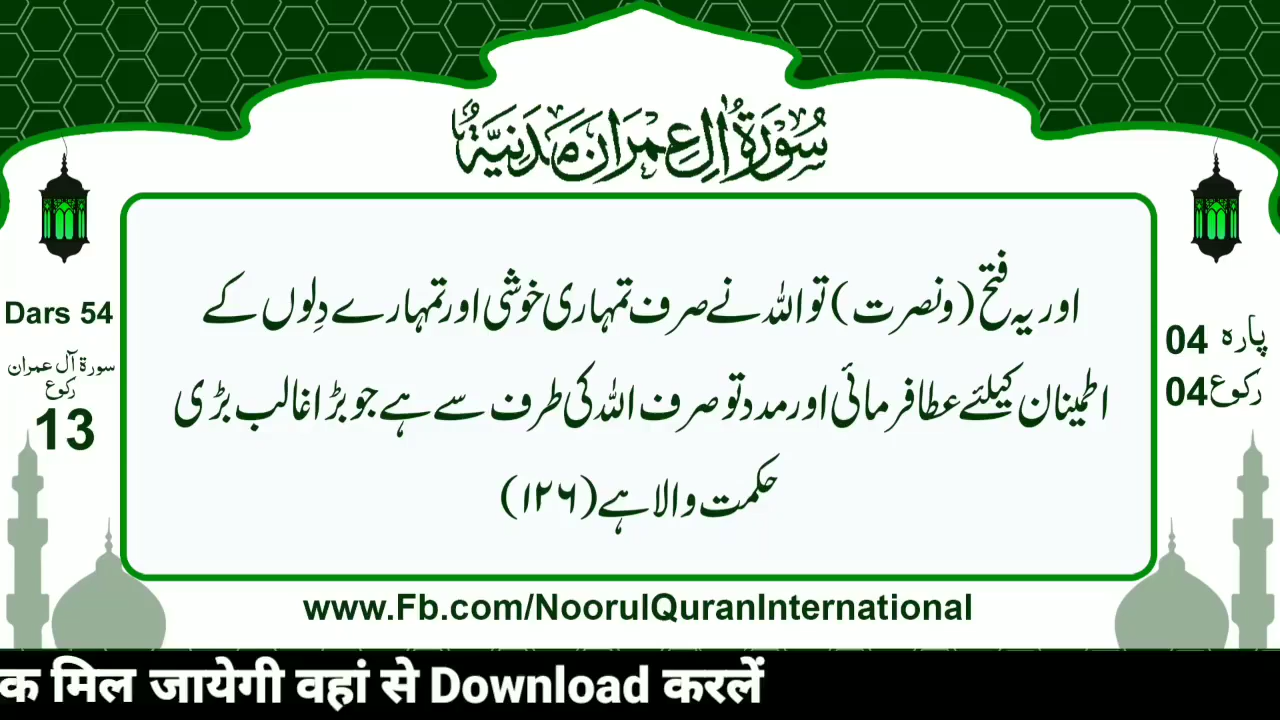 سُوْرَةُ اٰلِ عِمْرَانَ مَدَنِيَّةٌ
اور یہ فتح (و نصرت) تو اللہ نے صرف تمہاری خوشی اور تمہارے دِلوں کے
اطمینان کیلئے عطا فرمائی اور مدد تو صرف اللہ کی طرف سے ہے جو بڑا غالب بڑی
حکمت والا ہے (۱۲۶)
Dars 54
سورۃ آل عمران
رکوع
13
پارہ 04
رکوع 04
www.Fb.com/NoorulQuranInternational
क मिल जायेगी वहां से Download करलें